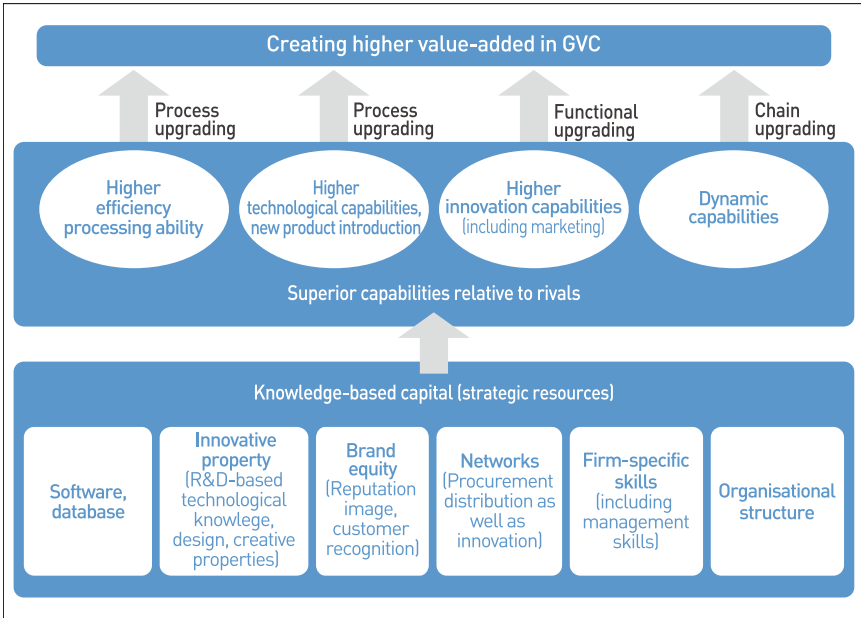 Creating higher value-added in GVC
Process
upgrading
Process
upgrading
Functional
upgrading
Chain
upgrading
Higher
efficiency
processing ability
Higher
technological capabilities,
new product introduction
Higher
innovation capabilities
(including marketing)
Dynamic
capabilities
Superior capabilities relative to rivals
Knowledge-based capital (strategic resources)
Software,
database
Innovative
property
(R&D-based
technological
knowlege,
design, creative
properties)
Brand
equity
(Reputation
image,
customer
recognition)
Networks
(Procurement
distribution as
well as
innovation)
Firm-specific
skills
(including
management
skills)
Organisational
structure